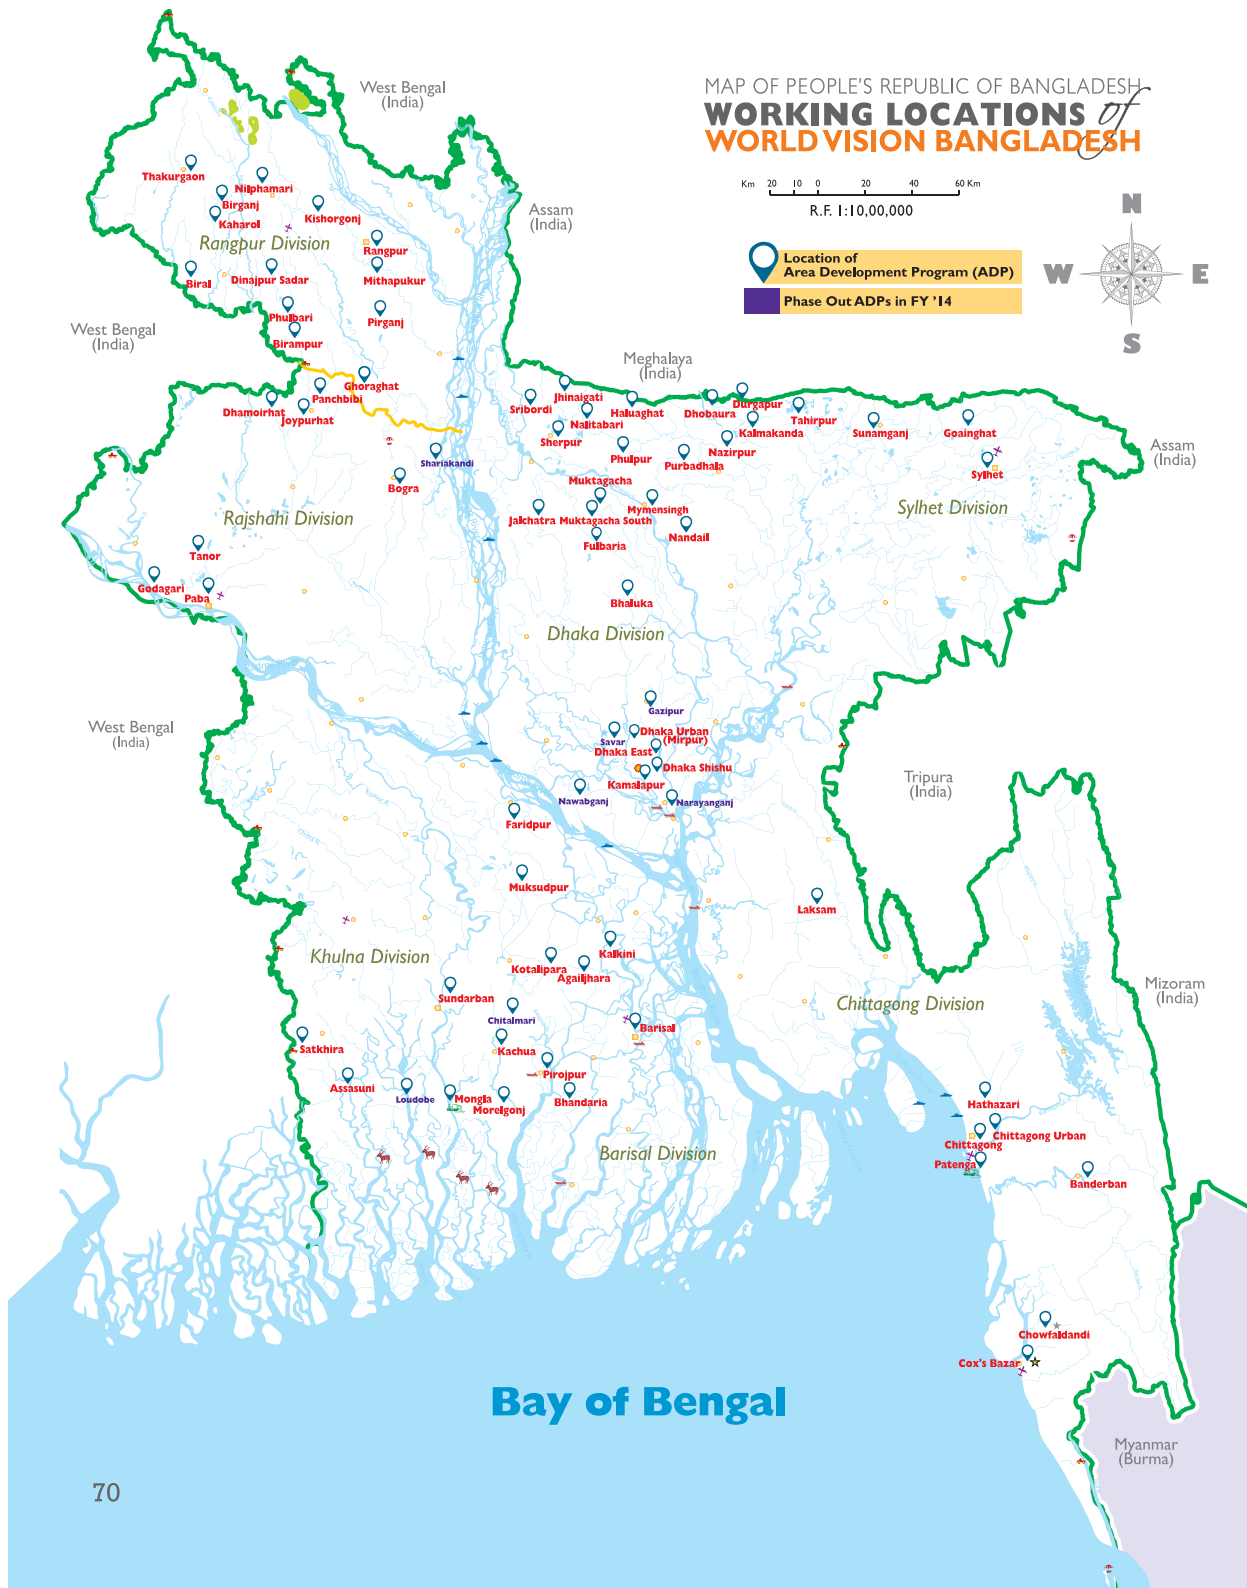 MAP OF PEOPLE'S REPUBLIC OF BANGLADESH
WORKING LOCATIONS of
WORLD VISION BANGLADESH
Km 20 10 0 20 40 60 Km
R.F. 1:10,00,000
Location of
Area Development Program (ADP)
Phase Out ADPs in FY '14
N
W
E
S
West Bengal
(India)
Assam
(India)
Thakurgaon
Nilphamari
Birganj
Kaharol
Kishorgonj
Rangpur Division
Rangpur
Biral
Dinajpur Sadar
Mithapukur
Phulbari
Pirganj
Birampur
West Bengal
(India)
Meghalaya
(India)
Ghoraghat
Panchbibi
Dhamoirhat
Joypurhat
Jhinaigati
Sribordi
Haluaghat
Nalitabari
Sherpur
Dhobaura
Durgapur
Tahirpur
Kalmakanda
Sunamganj
Goainghat
Nazirpur
Phulpur
Purbadhala
Shariakandi
Bogra
Sylhet
Assam
(India)
Muktagacha
Mymensingh
Jalchatra
Muktagacha South
Nandail
Fulbaria
Rajshahi Division
Sylhet Division
Tanor
Godagari
Paba
Bhaluka
Dhaka Division
Gazipur
West Bengal
(India)
Savar
Dhaka Urban
(Mirpur)
Dhaka East
Dhaka Shishu
Kamalapur
Nawabganj
Narayanganj
Tripura
(India)
Faridpur
Kumar R.
Chitra R.
Muksudpur
Laksam
Khulna Division
Kalkini
Kotalipara
Agailjhara
Sundarban
Chitalmari
Barisal
Chittagong Division
Mizoram
(India)
Satkhira
Kachua
Pirojpur
Assasuni
Loudobe
Mongla
Morelgonj
Bhandaria
Hathazari
Chittagong Urban
Chittagong
Patenga
Barisal Division
Banderban
Chowfaldandi
Cox's Bazar
Bay of Bengal
Myanmar
(Burma)
70